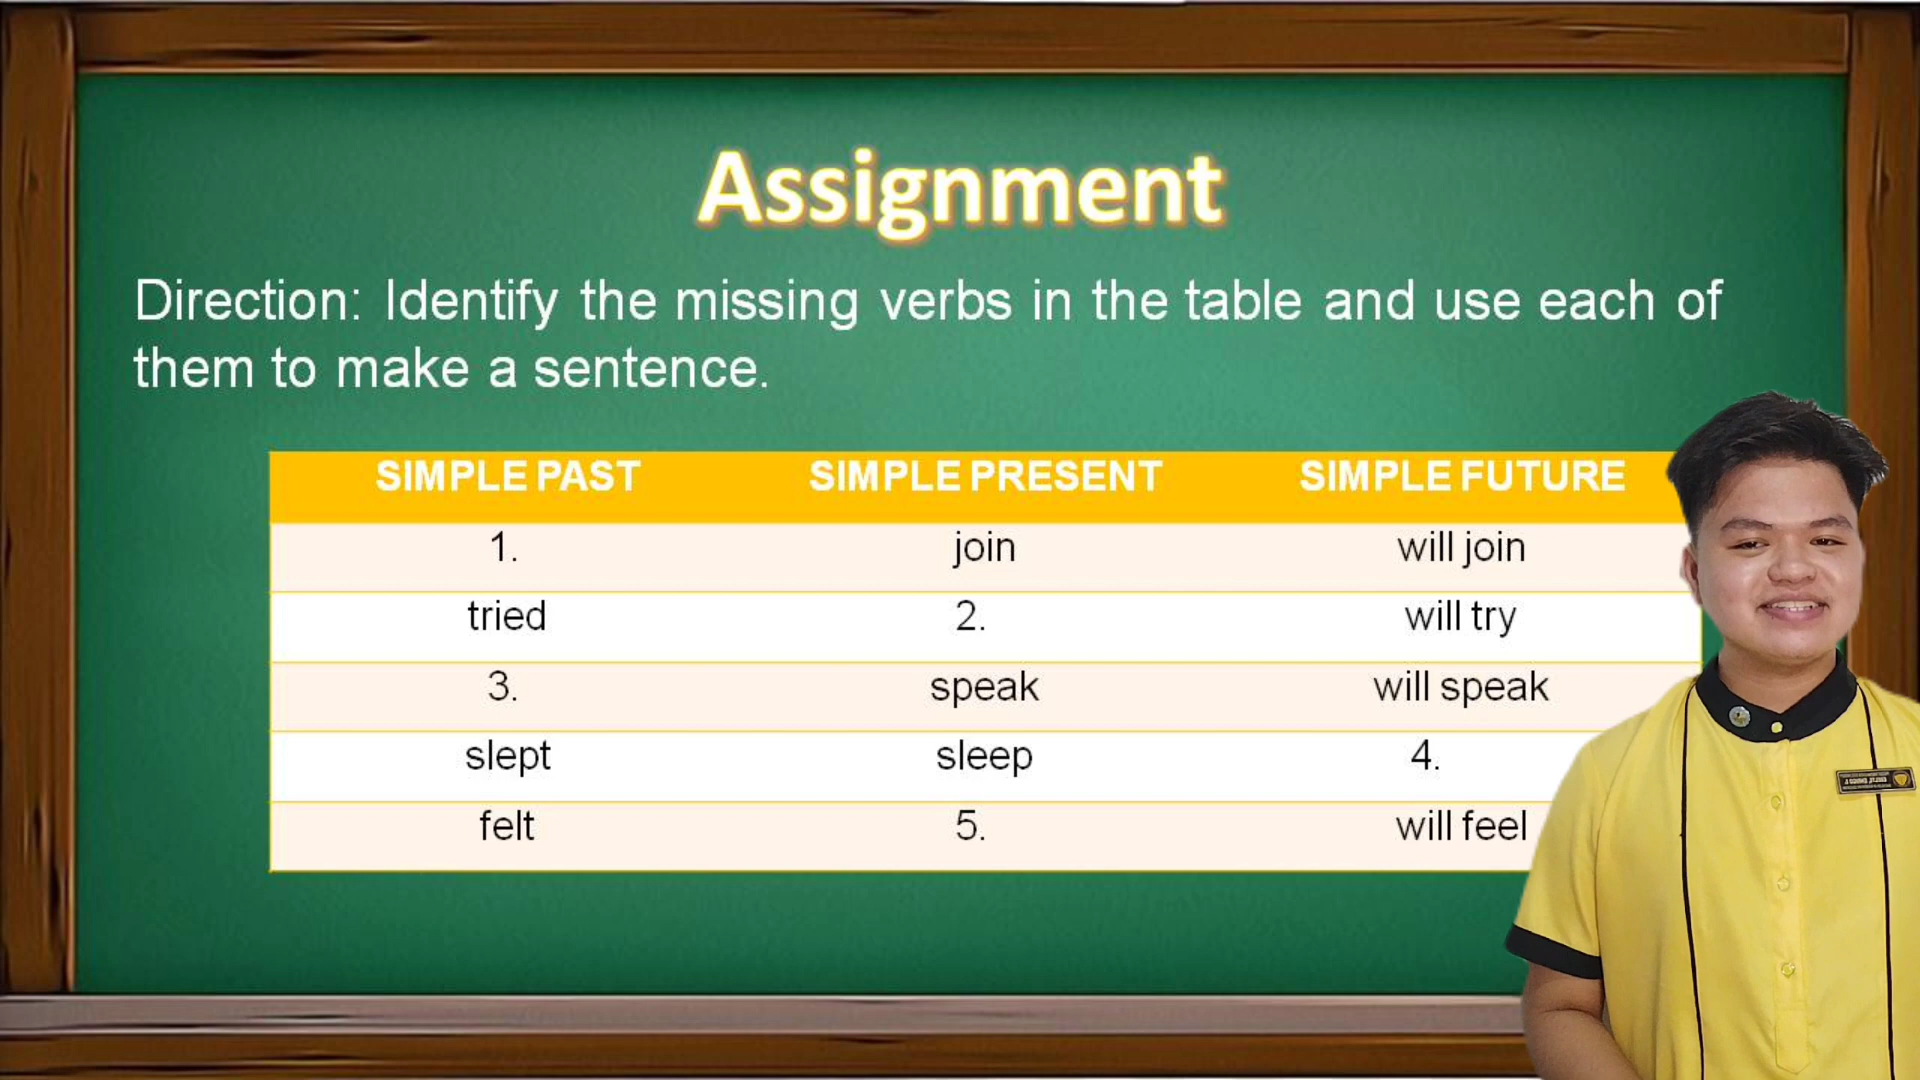 Assignment
Direction: Identify the missing verbs in the table and use each of
them to make a sentence.
SIMPLE PAST SIMPLE PRESENT SIMPLE FUTURE
1. join will join
tried 2. will try
3. speak will speak
slept sleep 4.
felt 5. will feel